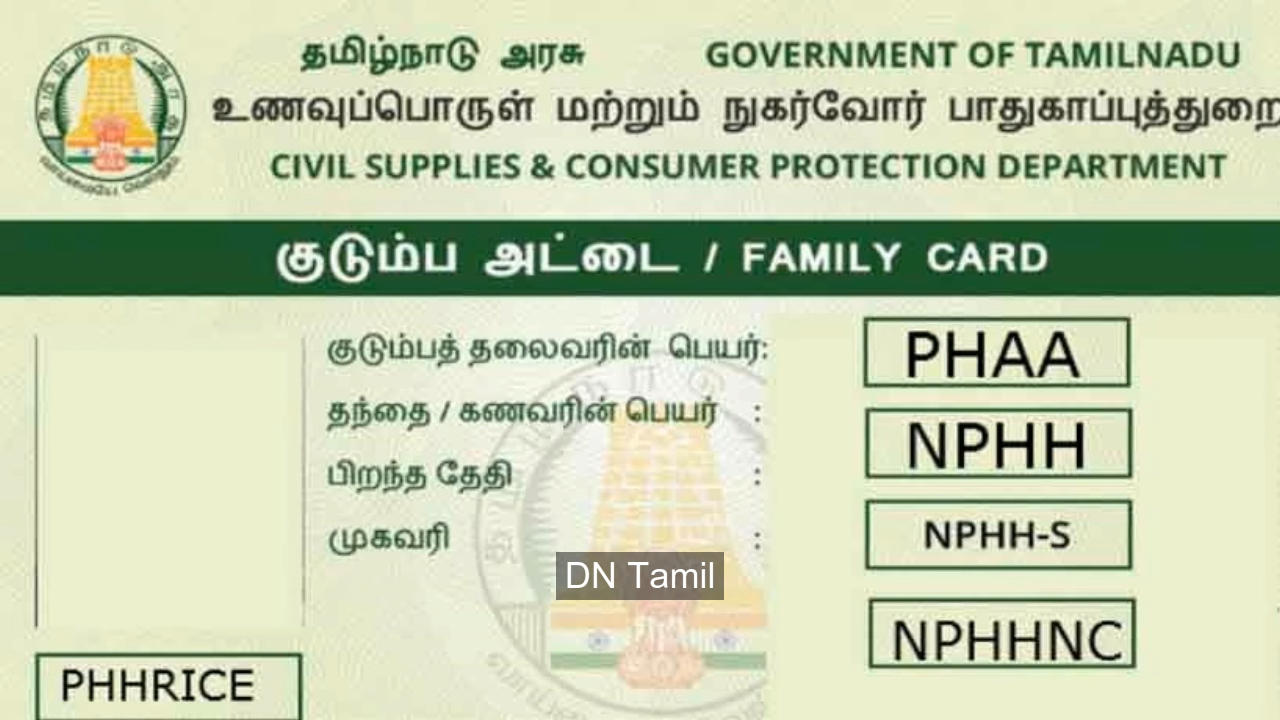 தமிழ்நாடு அரசு GOVERNMENT OF TAMILNADU
உணவுப்பொருள் மற்றும் நுகர்வோர் பாதுகாப்புத்துறை
CIVIL SUPPLIES & CONSUMER PROTECTION DEPARTMENT
குடும்ப அட்டை / FAMILY CARD
குடும்பத் தலைவரின் பெயர்:
PHAA
தந்தை / கணவரின் பெயர் :
NPHH
பிறந்த தேதி :
NPHH-S
முகவரி :
DN Tamil
NPHHNC
PHHRICE